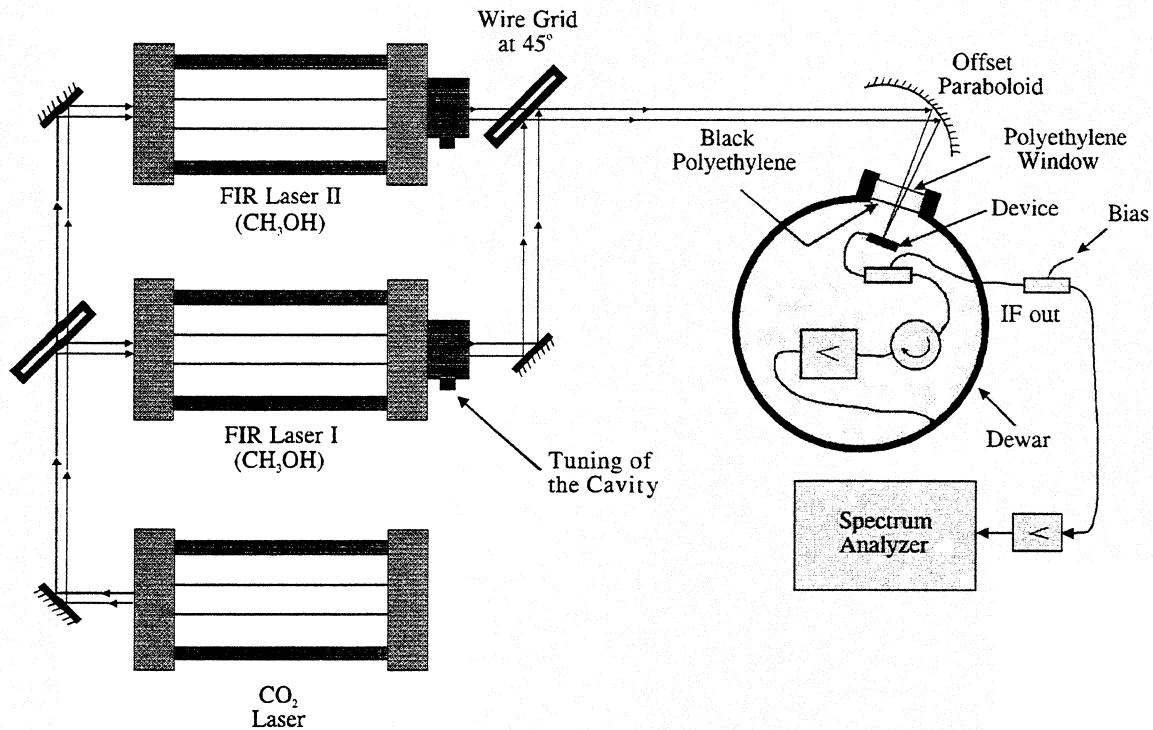 Wire Grid
at 45°
Offset
Paraboloid
Black
Polyethylene
Polyethylene
Window
FIR Laser II
(CH₃OH)
Device
Bias
IF out
FIR Laser I
(CH₃OH)
Dewar
Tuning of
the Cavity
Spectrum
Analyzer
CO₂
Laser